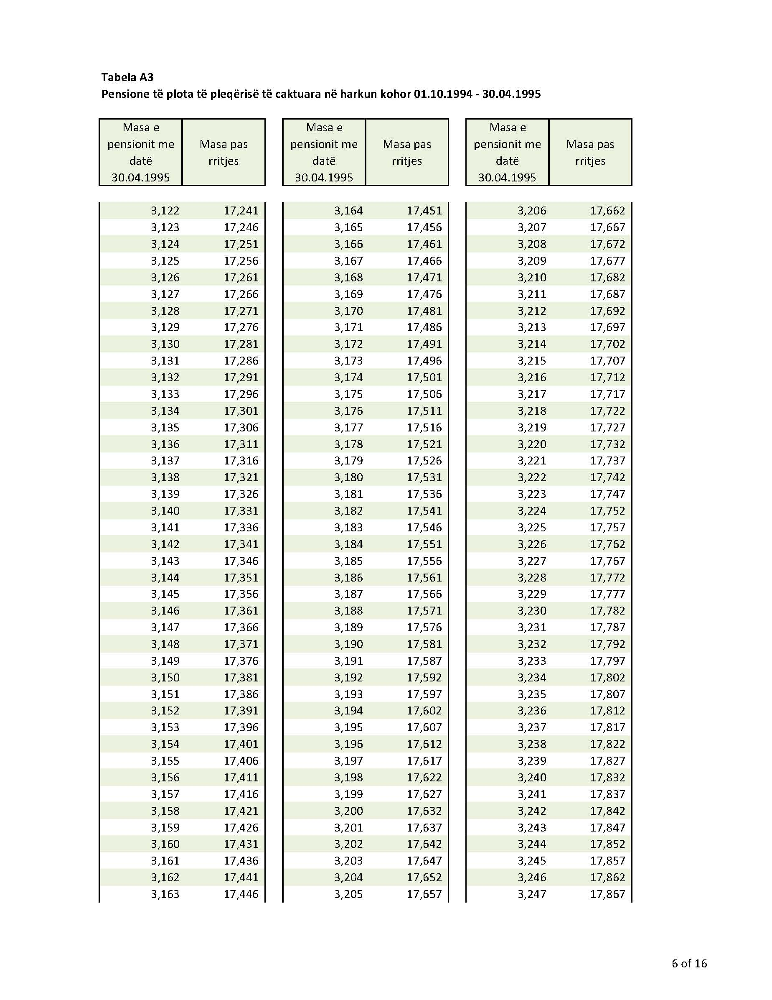 Tabela A3
Pensione të plota të pleqërisë të caktuara në harkun kohor 01.10.1994 - 30.04.1995
Masa e pensionit me datë 30.04.1995 Masa pas rritjes Masa e pensionit me datë 30.04.1995 Masa pas rritjes Masa e pensionit me datë 30.04.1995 Masa pas rritjes
3,122 17,241 3,164 17,451 3,206 17,662
3,123 17,246 3,165 17,456 3,207 17,667
3,124 17,251 3,166 17,461 3,208 17,672
3,125 17,256 3,167 17,466 3,209 17,677
3,126 17,261 3,168 17,471 3,210 17,682
3,127 17,266 3,169 17,476 3,211 17,687
3,128 17,271 3,170 17,481 3,212 17,692
3,129 17,276 3,171 17,486 3,213 17,697
3,130 17,281 3,172 17,491 3,214 17,702
3,131 17,286 3,173 17,496 3,215 17,707
3,132 17,291 3,174 17,501 3,216 17,712
3,133 17,296 3,175 17,506 3,217 17,717
3,134 17,301 3,176 17,511 3,218 17,722
3,135 17,306 3,177 17,516 3,219 17,727
3,136 17,311 3,178 17,521 3,220 17,732
3,137 17,316 3,179 17,526 3,221 17,737
3,138 17,321 3,180 17,531 3,222 17,742
3,139 17,326 3,181 17,536 3,223 17,747
3,140 17,331 3,182 17,541 3,224 17,752
3,141 17,336 3,183 17,546 3,225 17,757
3,142 17,341 3,184 17,551 3,226 17,762
3,143 17,346 3,185 17,556 3,227 17,767
3,144 17,351 3,186 17,561 3,228 17,772
3,145 17,356 3,187 17,566 3,229 17,777
3,146 17,361 3,188 17,571 3,230 17,782
3,147 17,366 3,189 17,576 3,231 17,787
3,148 17,371 3,190 17,581 3,232 17,792
3,149 17,376 3,191 17,587 3,233 17,797
3,150 17,381 3,192 17,592 3,234 17,802
3,151 17,386 3,193 17,597 3,235 17,807
3,152 17,391 3,194 17,602 3,236 17,812
3,153 17,396 3,195 17,607 3,237 17,817
3,154 17,401 3,196 17,612 3,238 17,822
3,155 17,406 3,197 17,617 3,239 17,827
3,156 17,411 3,198 17,622 3,240 17,832
3,157 17,416 3,199 17,627 3,241 17,837
3,158 17,421 3,200 17,632 3,242 17,842
3,159 17,426 3,201 17,637 3,243 17,847
3,160 17,431 3,202 17,642 3,244 17,852
3,161 17,436 3,203 17,647 3,245 17,857
3,162 17,441 3,204 17,652 3,246 17,862
3,163 17,446 3,205 17,657 3,247 17,867
6 of 16